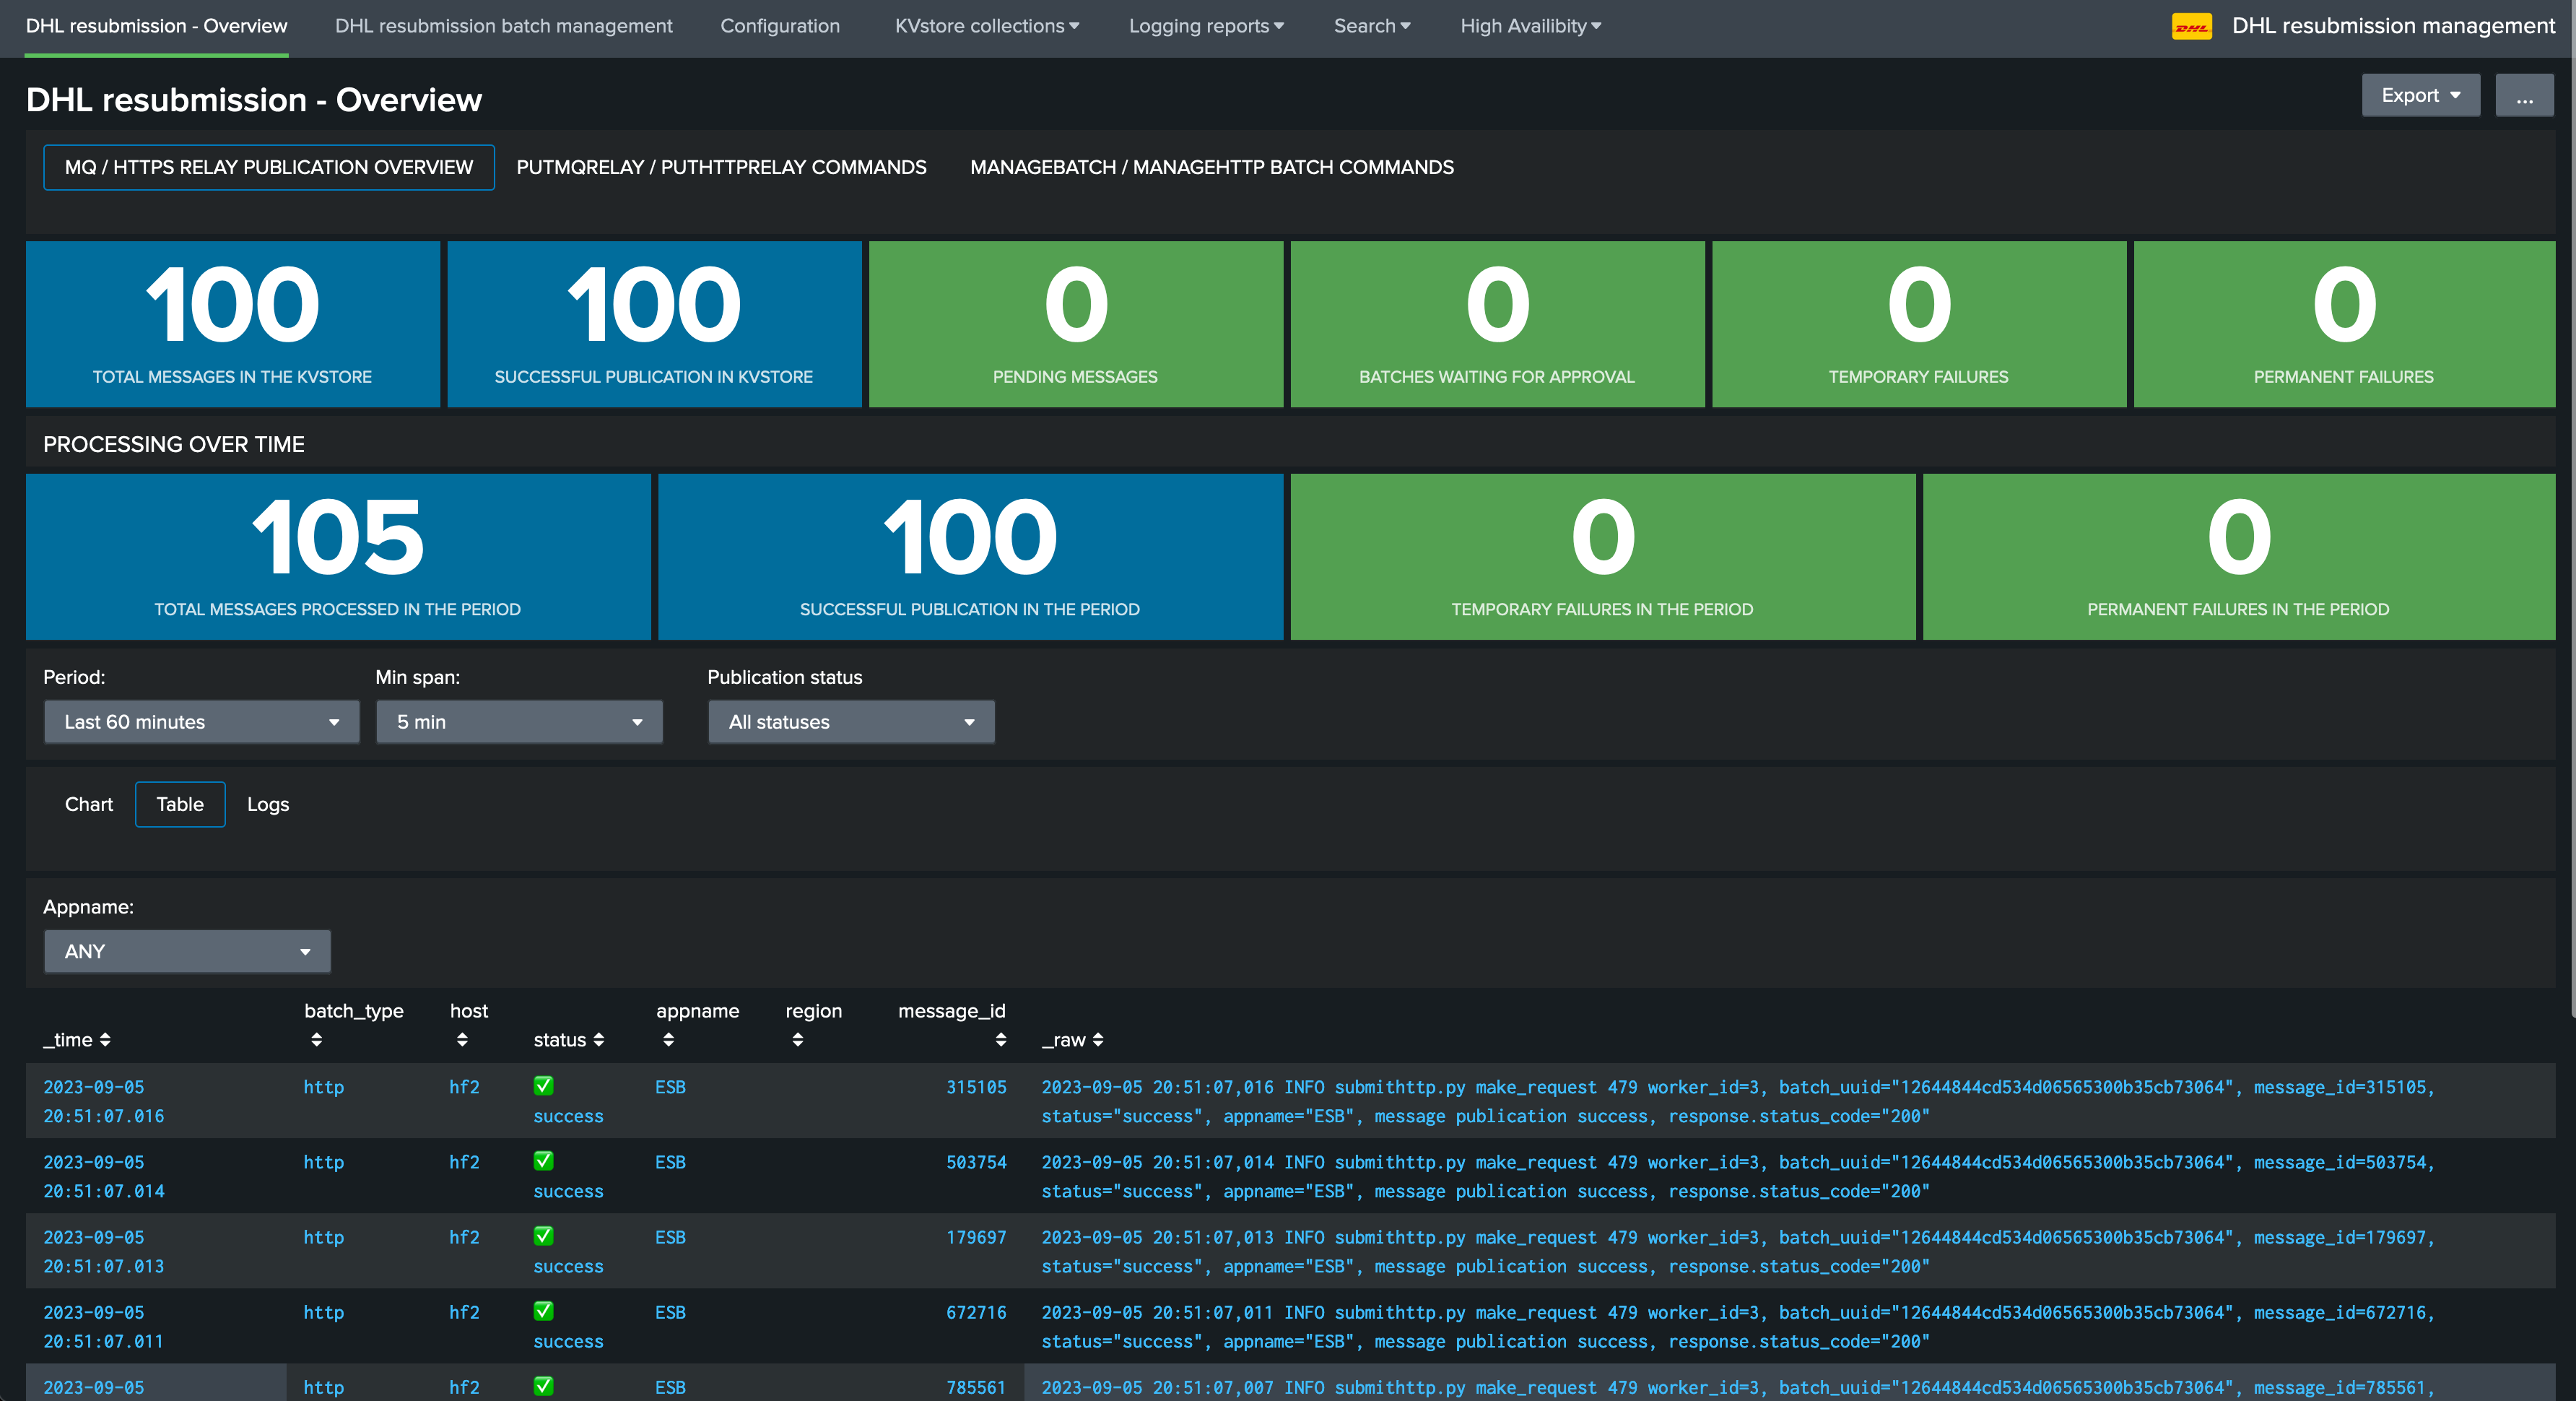 DHL resubmission - Overview
DHL resubmission batch management
Configuration
KVstore collections
Logging reports
Search
High Availibity
DHL
DHL resubmission management
DHL resubmission - Overview
Export
...
MQ / HTTPS RELAY PUBLICATION OVERVIEW
PUTMQRELAY / PUTHTTPRELAY COMMANDS
MANAGEBATCH / MANAGEHTTP BATCH COMMANDS
100
TOTAL MESSAGES IN THE KVSTORE
100
SUCCESSFUL PUBLICATION IN KVSTORE
0
PENDING MESSAGES
0
BATCHES WAITING FOR APPROVAL
0
TEMPORARY FAILURES
0
PERMANENT FAILURES
PROCESSING OVER TIME
105
TOTAL MESSAGES PROCESSED IN THE PERIOD
100
SUCCESSFUL PUBLICATION IN THE PERIOD
0
TEMPORARY FAILURES IN THE PERIOD
0
PERMANENT FAILURES IN THE PERIOD
Period:
Last 60 minutes
Min span:
5 min
Publication status
All statuses
Chart
Table
Logs
Appname:
ANY
_time
batch_type
host
status
appname
region
message_id
_raw
2023-09-05
20:51:07.016
http
hf2
success
ESB
315105
2023-09-05 20:51:07,016 INFO submithttp.py make_request 479 worker_id=3, batch_uuid="12644844cd534d06565300b35cb73064", message_id=315105,
status="success", appname="ESB", message publication success, response.status_code="200"
2023-09-05
20:51:07.014
http
hf2
success
ESB
503754
2023-09-05 20:51:07,014 INFO submithttp.py make_request 479 worker_id=3, batch_uuid="12644844cd534d06565300b35cb73064", message_id=503754,
status="success", appname="ESB", message publication success, response.status_code="200"
2023-09-05
20:51:07.013
http
hf2
success
ESB
179697
2023-09-05 20:51:07,013 INFO submithttp.py make_request 479 worker_id=3, batch_uuid="12644844cd534d06565300b35cb73064", message_id=179697,
status="success", appname="ESB", message publication success, response.status_code="200"
2023-09-05
20:51:07.011
http
hf2
success
ESB
672716
2023-09-05 20:51:07,011 INFO submithttp.py make_request 479 worker_id=3, batch_uuid="12644844cd534d06565300b35cb73064", message_id=672716,
status="success", appname="ESB", message publication success, response.status_code="200"
2023-09-05
http
hf2
ESB
785561
2023-09-05 20:51:07,007 INFO submithttp.py make_request 479 worker_id=3, batch_uuid="12644844cd534d06565300b35cb73064", message_id=785561,